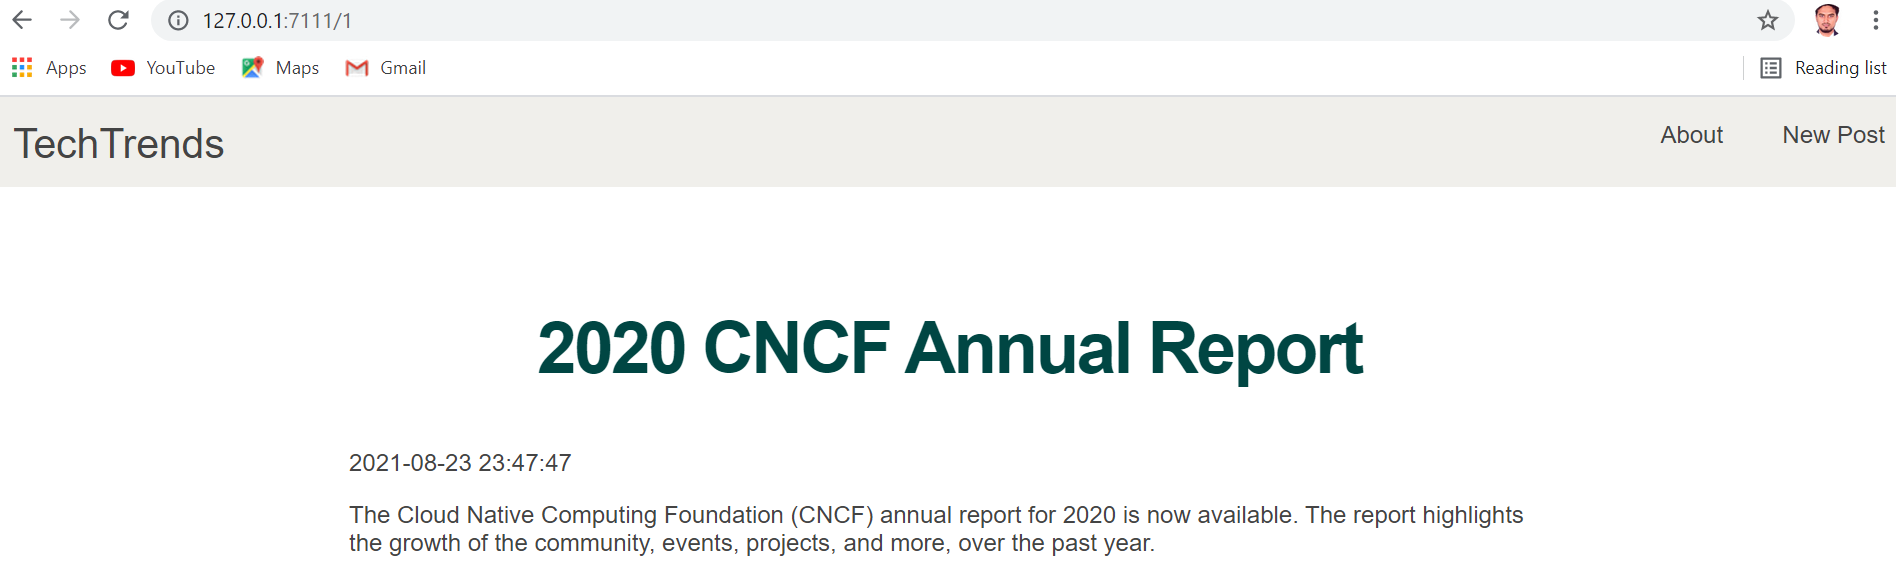 127.0.0.1:7111/1
Apps YouTube Maps Gmail Reading list
TechTrends About New Post
2020 CNCF Annual Report
2021-08-23 23:47:47
The Cloud Native Computing Foundation (CNCF) annual report for 2020 is now available. The report highlights
the growth of the community, events, projects, and more, over the past year.